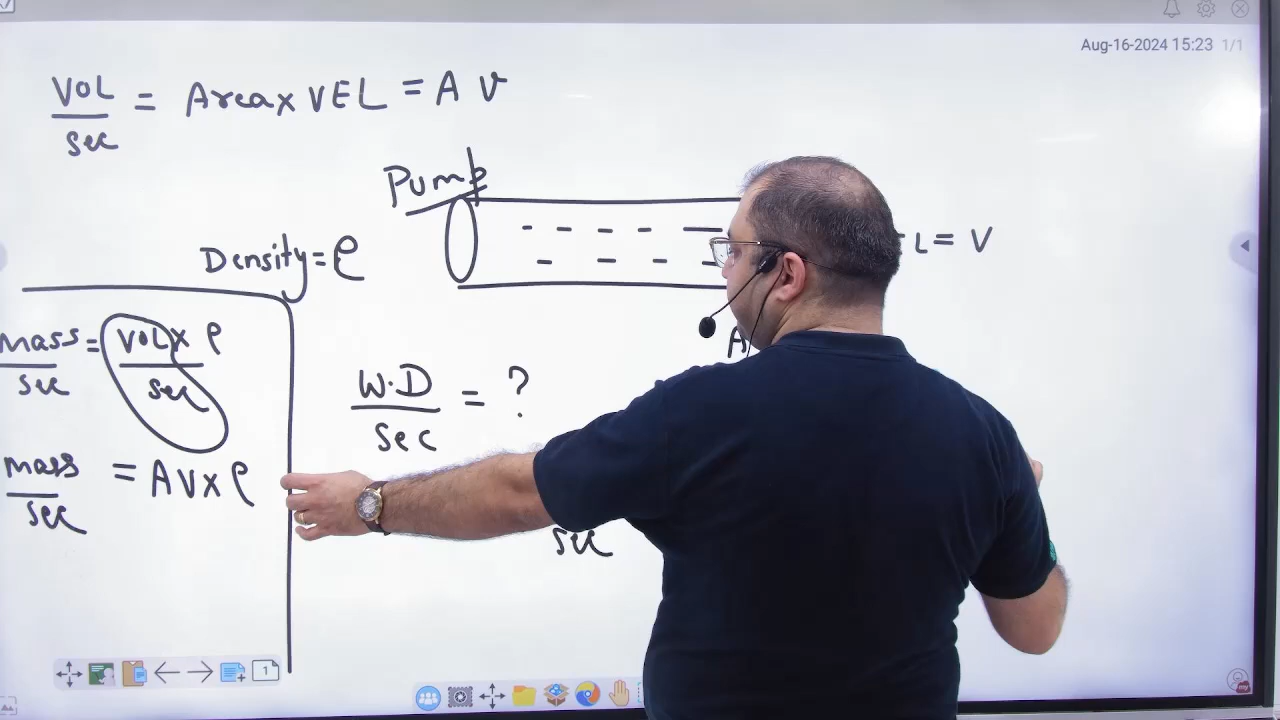 Aug-16-2024 15:23 1/1
VOL/sec = Area x VEL = A v
Pump
Density = ρ
L = V
mass/sec = VOL/sec x ρ
A
W.D/sec = ?
mass/sec = AV x ρ
sec
1